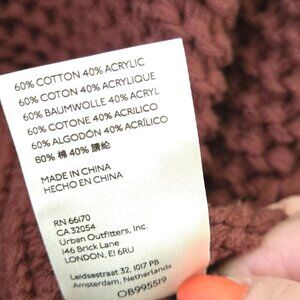 60% COTTON 40% ACRYLIC
60% COTON 40% ACRYLIQUE
60% BAUMWOLLE 40% ACRYL
60% COTONE 40% ACRILICO
60% ALGODÓN 40% ACRÍLICO
60% 棉 40% 腈纶
MADE IN CHINA
HECHO EN CHINA
RN 66170
CA 32054
Urban Outfitters, Inc.
146 Brick Lane
LONDON, E1 6RU
Leidsestraat 32, 1017 PB
Amsterdam, Netherlands
OB995519